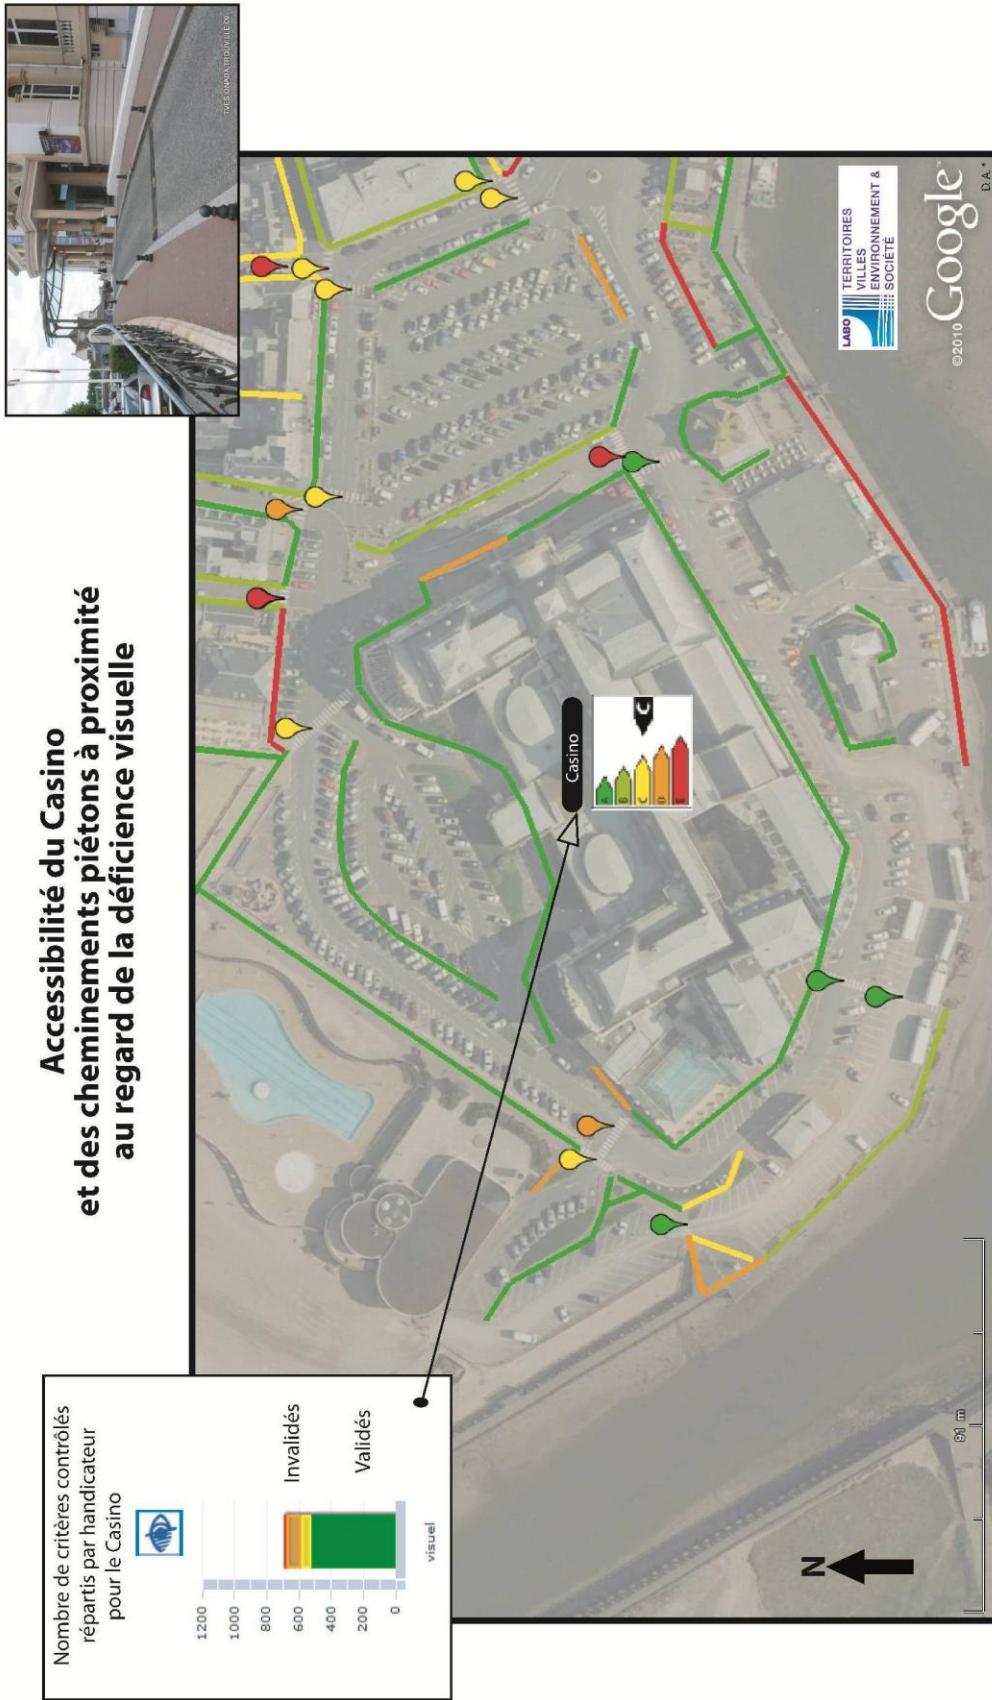 Accessibilité du Casino
et des cheminements piétons à proximité
au regard de la déficience visuelle
Nombre de critères contrôlés
répartis par handicateur
pour le Casino
1200
1000
800
600
400
200
0
Invalidés
Validés
visuel
Casino
A
B
C
D
E
C
N
91 m
LABO
TERRITOIRES
VILLES
ENVIRONNEMENT &
SOCIÉTÉ
©2010 Google™
D.A.*